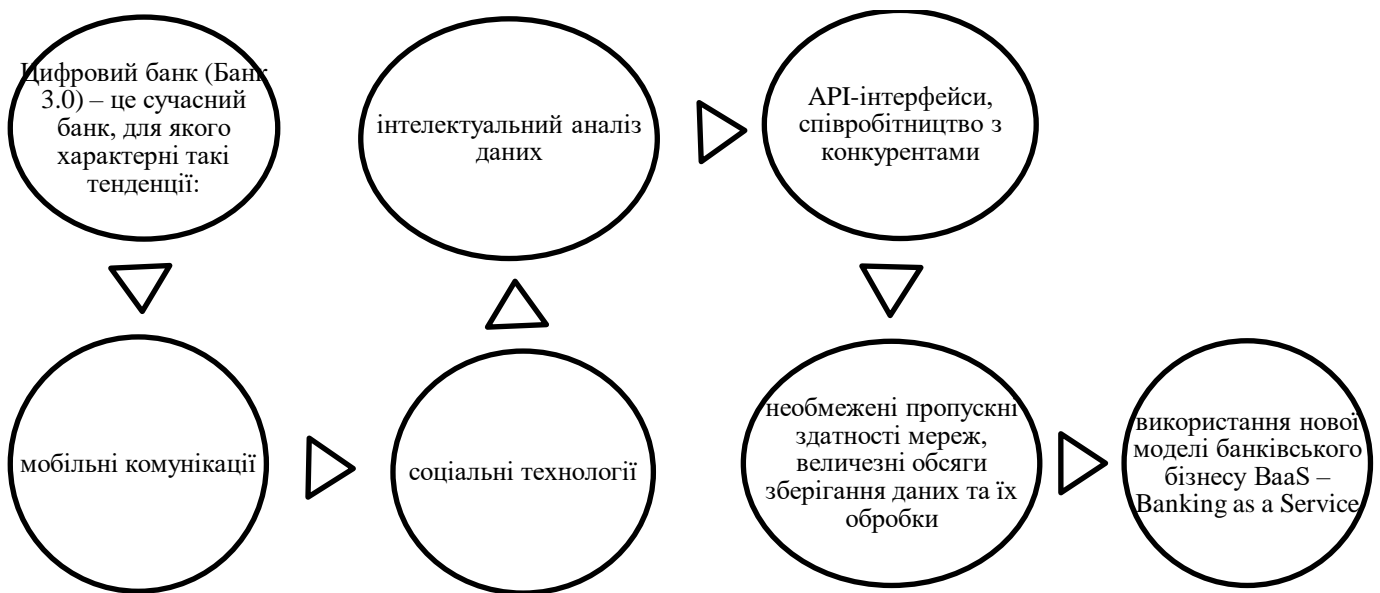 Цифровий банк (Банк
3.0) – це сучасний
банк, для якого
характерні такі
тенденції:
мобільні комунікації
соціальні технології
інтелектуальний аналіз
даних
API-інтерфейси,
співробітництво з
конкурентами
необмежені пропускні
здатності мереж,
величезні обсяги
зберігання даних та їх
обробки
використання нової
моделі банківського
бізнесу BaaS –
Banking as a Service